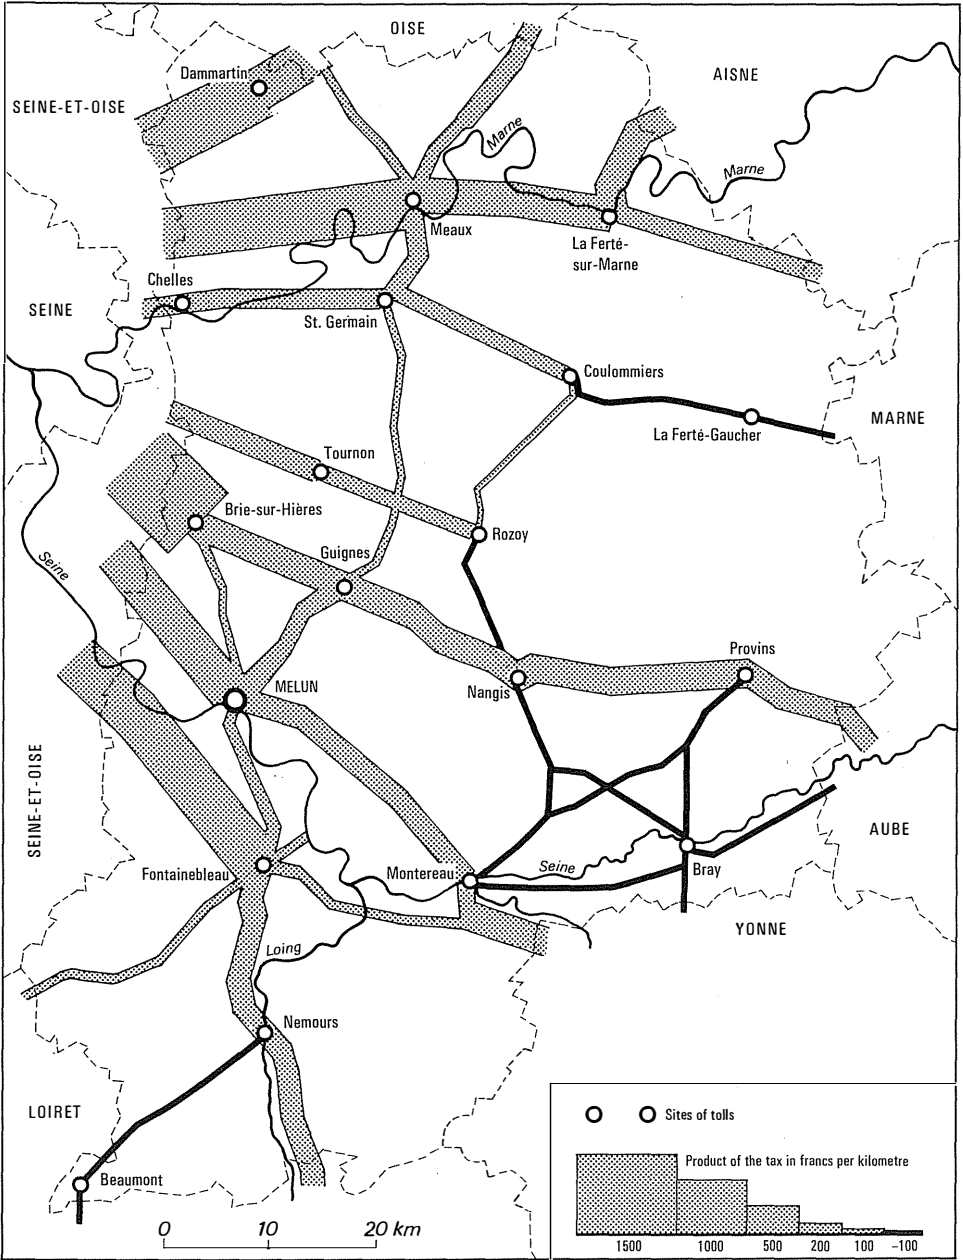 OISE
Dammartin
AISNE
SEINE-ET-OISE
Marne
Marne
Meaux
La Ferté-
sur-Marne
Chelles
SEINE
St. Germain
Coulommiers
La Ferté-Gaucher
MARNE
Tournon
Brie-sur-Hières
Rozoy
Guignes
Seine
Provins
MELUN
Nangis
SEINE-ET-OISE
AUBE
Fontainebleau
Montereau
Seine
Bray
YONNE
Loing
Nemours
LOIRET
Beaumont
Sites of tolls
Product of the tax in francs per kilometre
1500 1000 500 200 100 –100
0 10 20 km